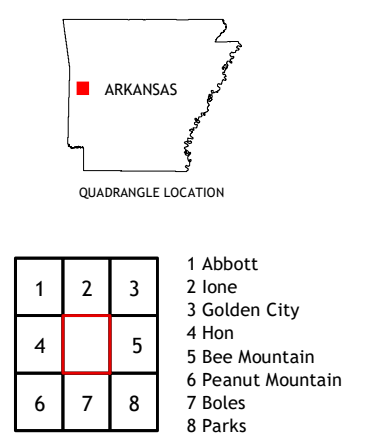 ARKANSAS
QUADRANGLE LOCATION
1 2 3
4 5
6 7 8
1 Abbott
2 Ione
3 Golden City
4 Hon
5 Bee Mountain
6 Peanut Mountain
7 Boles
8 Parks